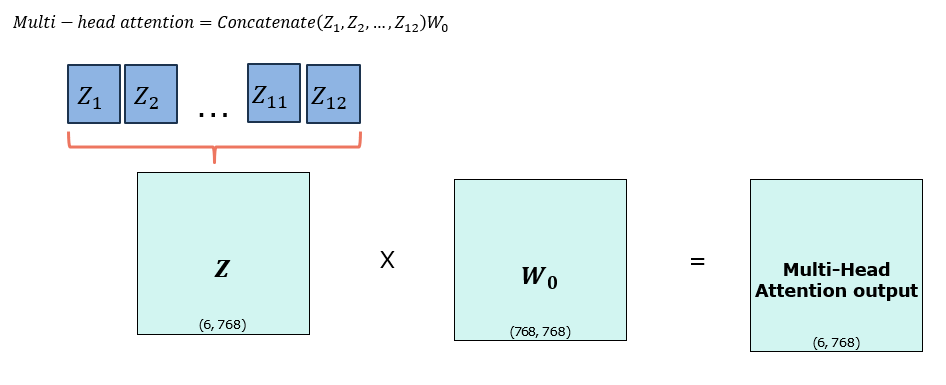 Multi − head attention = Concatenate(Z₁, Z₂, ..., Z₁₂)W₀
Z₁ Z₂ ... Z₁₁ Z₁₂
Z X W₀ = Multi-Head
Attention output
(6, 768) (768, 768) (6, 768)